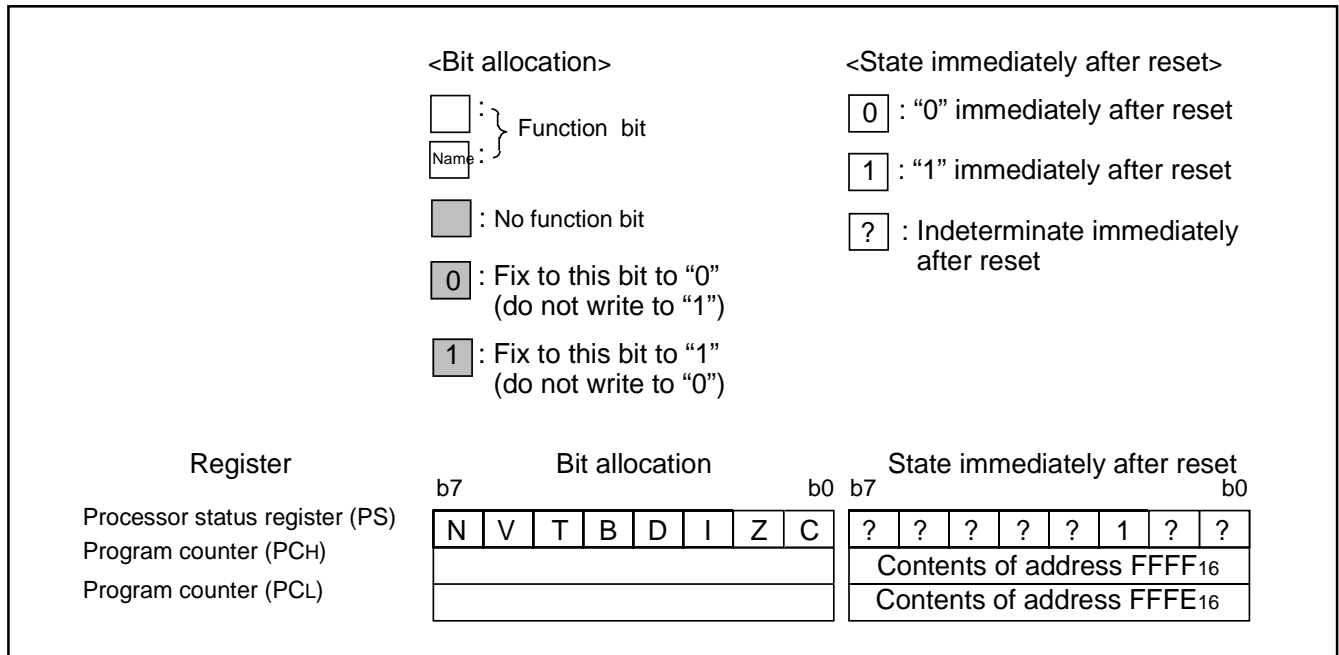 <Bit allocation>
:
Function bit
Name :
: No function bit
0 : Fix to this bit to “0”
(do not write to “1”)
1 : Fix to this bit to “1”
(do not write to “0”)
<State immediately after reset>
0 : “0” immediately after reset
1 : “1” immediately after reset
? : Indeterminate immediately
after reset
Register Bit allocation State immediately after reset
b7 b0 b7 b0
Processor status register (PS) N V T B D I Z C ? ? ? ? ? 1 ? ?
Program counter (PCH) Contents of address FFFF16
Program counter (PCL) Contents of address FFFE16